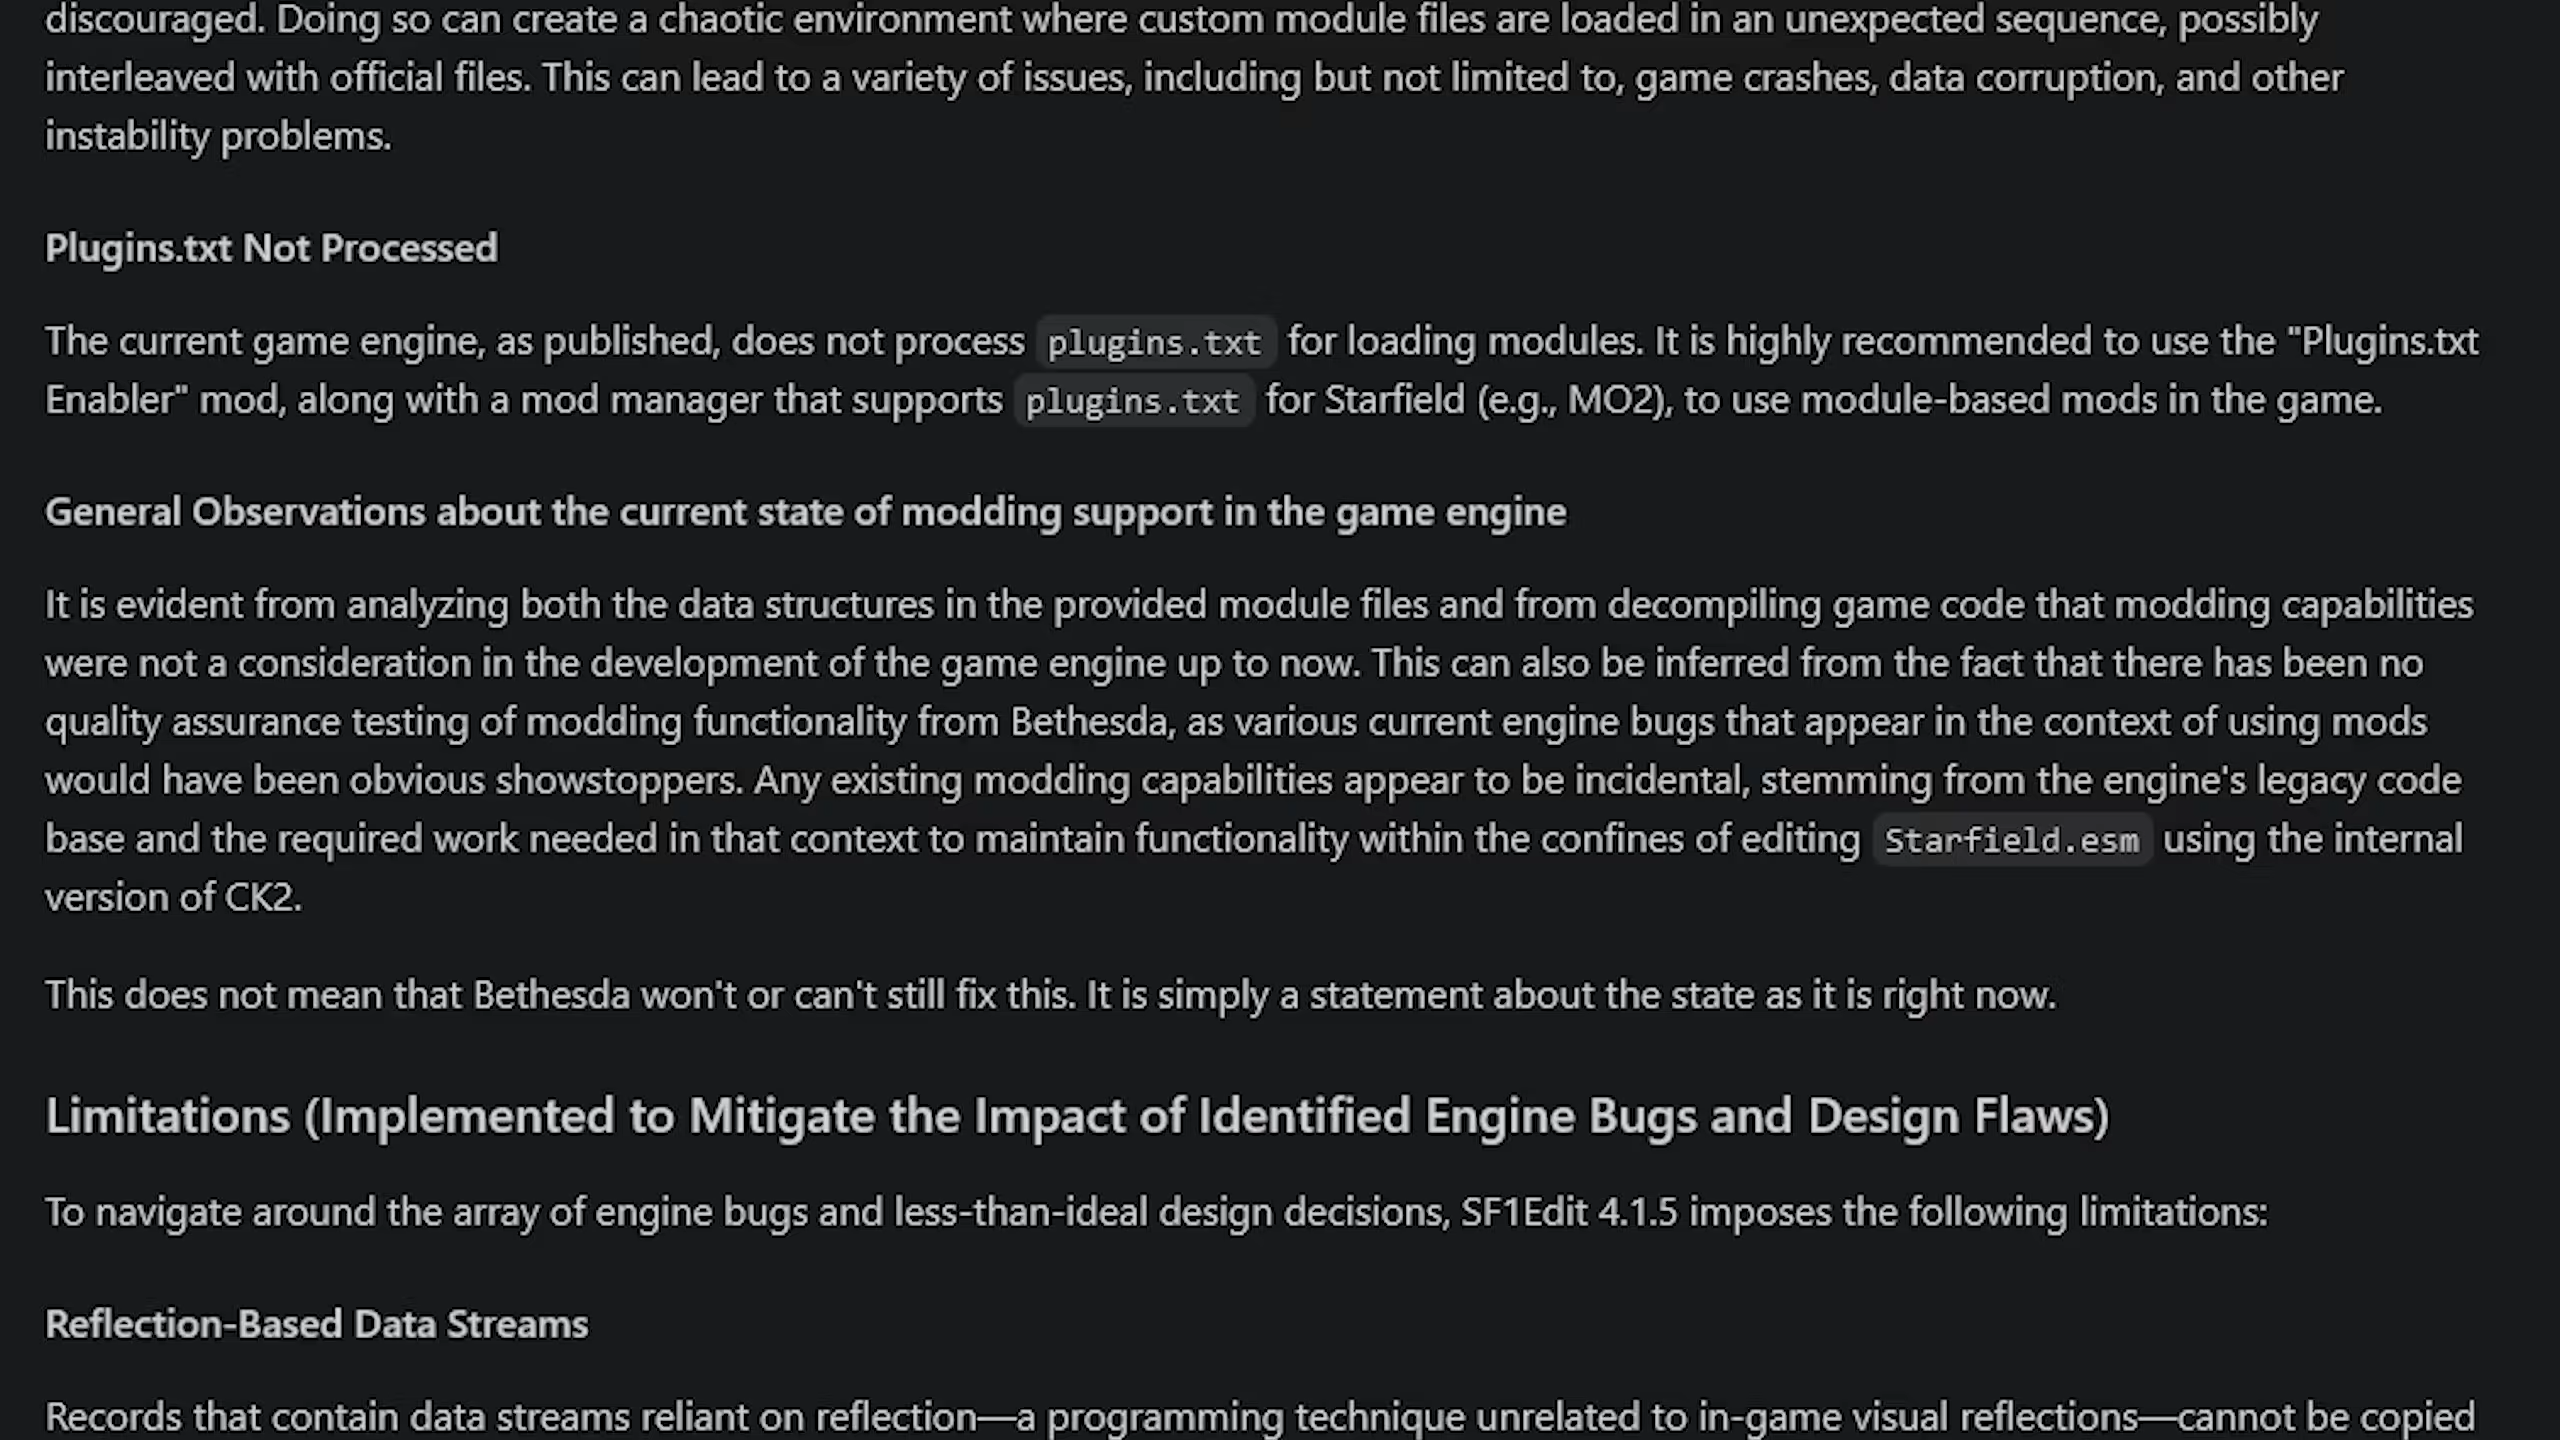 discouraged. Doing so can create a chaotic environment where custom module files are loaded in an unexpected sequence, possibly
interleaved with official files. This can lead to a variety of issues, including but not limited to, game crashes, data corruption, and other
instability problems.
Plugins.txt Not Processed
The current game engine, as published, does not process plugins.txt for loading modules. It is highly recommended to use the "Plugins.txt
Enabler" mod, along with a mod manager that supports plugins.txt for Starfield (e.g., MO2), to use module-based mods in the game.
General Observations about the current state of modding support in the game engine
It is evident from analyzing both the data structures in the provided module files and from decompiling game code that modding capabilities
were not a consideration in the development of the game engine up to now. This can also be inferred from the fact that there has been no
quality assurance testing of modding functionality from Bethesda, as various current engine bugs that appear in the context of using mods
would have been obvious showstoppers. Any existing modding capabilities appear to be incidental, stemming from the engine's legacy code
base and the required work needed in that context to maintain functionality within the confines of editing Starfield.esm using the internal
version of CK2.
This does not mean that Bethesda won't or can't still fix this. It is simply a statement about the state as it is right now.
Limitations (Implemented to Mitigate the Impact of Identified Engine Bugs and Design Flaws)
To navigate around the array of engine bugs and less-than-ideal design decisions, SF1Edit 4.1.5 imposes the following limitations:
Reflection-Based Data Streams
Records that contain data streams reliant on reflection—a programming technique unrelated to in-game visual reflections—cannot be copied